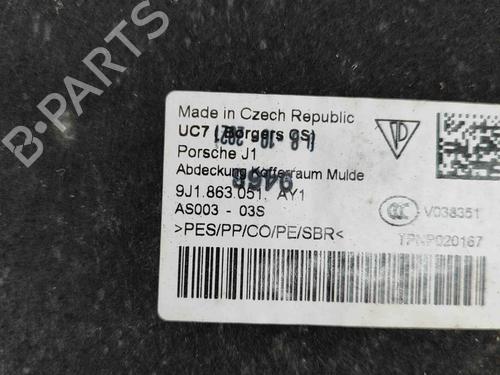 Made in Czech Republic
UC7 ( Borgers CS)
Porsche J1
Abdeckung Kofferraum Mulde
9J1.863.051. AY1
AS003 - 03S
>PES/PP/CO/PE/SBR<
V038351
TPNP020167
CCC
B-PARTS